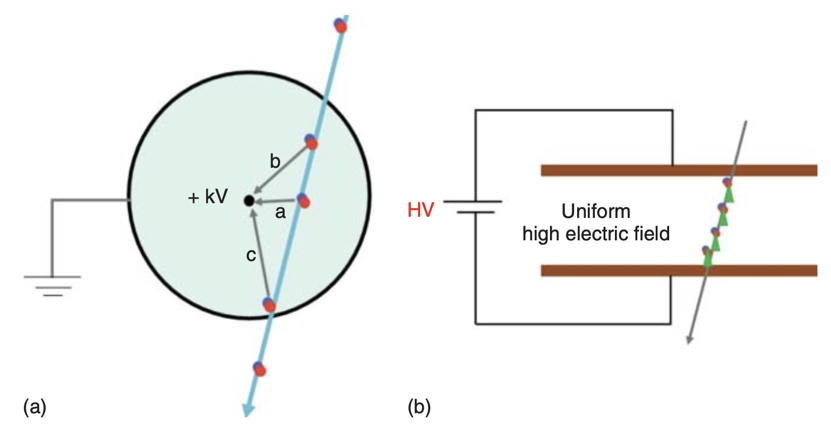 b
+ kV
a
c
(a)
HV
Uniform
high electric field
(b)